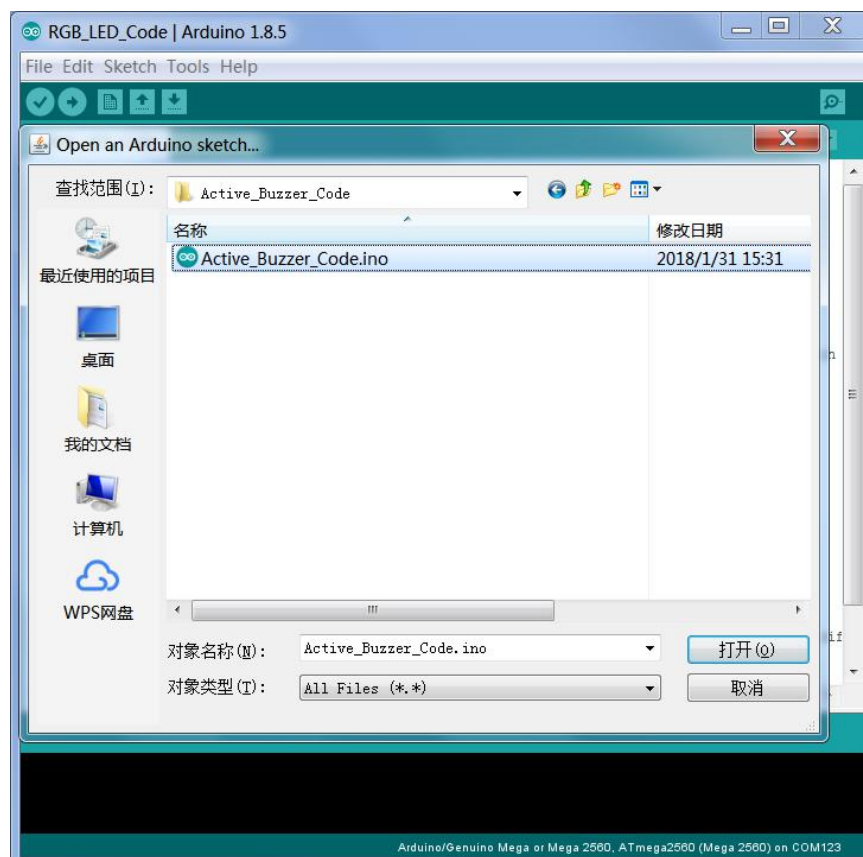 RGB_LED_Code | Arduino 1.8.5
File Edit Sketch Tools Help
Open an Arduino sketch...
查找范围(I):
Active_Buzzer_Code
名称
修改日期
Active_Buzzer_Code.ino
2018/1/31 15:31
最近使用的项目
桌面
我的文档
计算机
WPS网盘
对象名称(N):
Active_Buzzer_Code.ino
打开(O)
对象类型(T):
All Files (*.*)
取消
n
if
Arduino/Genuino Mega or Mega 2560, ATmega2560 (Mega 2560) on COM123